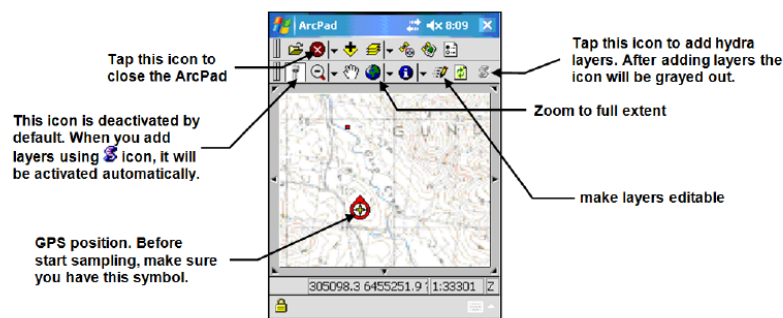 ArcPad 8:09
Tap this icon to
close the ArcPad
Tap this icon to add hydra
layers. After adding layers the
icon will be grayed out.
This icon is deactivated by
default. When you add
layers using S icon, it will
be activated automatically.
Zoom to full extent
G U N D
make layers editable
GPS position. Before
start sampling, make sure
you have this symbol.
305098.3 6455251.9 1:33301 Z